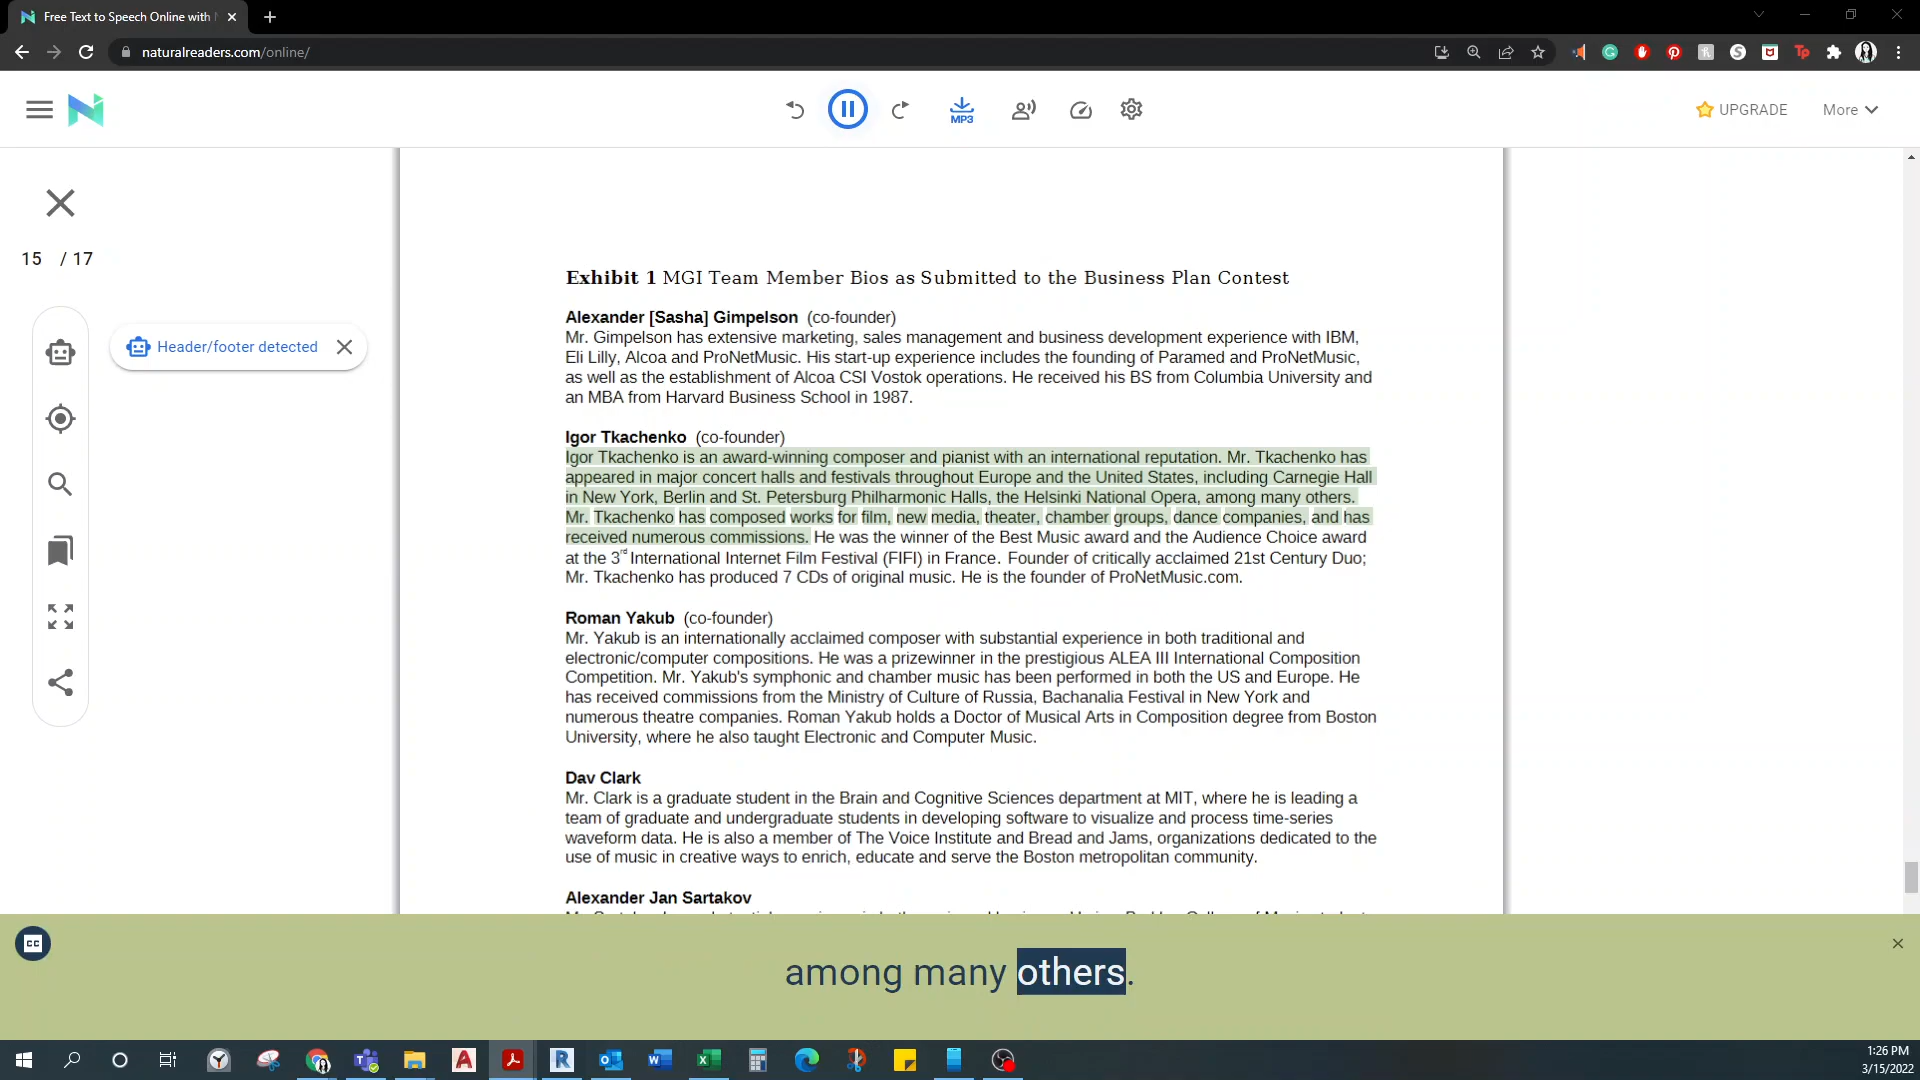 Free Text to Speech Online with
naturalreaders.com/online/
MP3
UPGRADE
More
15 / 17
Header/footer detected
Exhibit 1 MGI Team Member Bios as Submitted to the Business Plan Contest
Alexander [Sasha] Gimpelson (co-founder)
Mr. Gimpelson has extensive marketing, sales management and business development experience with IBM,
Eli Lilly, Alcoa and ProNetMusic. His start-up experience includes the founding of Paramed and ProNetMusic,
as well as the establishment of Alcoa CSI Vostok operations. He received his BS from Columbia University and
an MBA from Harvard Business School in 1987.
Igor Tkachenko (co-founder)
Igor Tkachenko is an award-winning composer and pianist with an international reputation. Mr. Tkachenko has
appeared in major concert halls and festivals throughout Europe and the United States, including Carnegie Hall
in New York, Berlin and St. Petersburg Philharmonic Halls, the Helsinki National Opera, among many others.
Mr. Tkachenko has composed works for film, new media, theater, chamber groups, dance companies, and has
received numerous commissions. He was the winner of the Best Music award and the Audience Choice award
at the 3rd International Internet Film Festival (FIFI) in France. Founder of critically acclaimed 21st Century Duo;
Mr. Tkachenko has produced 7 CDs of original music. He is the founder of ProNetMusic.com.
Roman Yakub (co-founder)
Mr. Yakub is an internationally acclaimed composer with substantial experience in both traditional and
electronic/computer compositions. He was a prizewinner in the prestigious ALEA III International Composition
Competition. Mr. Yakub's symphonic and chamber music has been performed in both the US and Europe. He
has received commissions from the Ministry of Culture of Russia, Bachanalia Festival in New York and
numerous theatre companies. Roman Yakub holds a Doctor of Musical Arts in Composition degree from Boston
University, where he also taught Electronic and Computer Music.
Dav Clark
Mr. Clark is a graduate student in the Brain and Cognitive Sciences department at MIT, where he is leading a
team of graduate and undergraduate students in developing software to visualize and process time-series
waveform data. He is also a member of The Voice Institute and Bread and Jams, organizations dedicated to the
use of music in creative ways to enrich, educate and serve the Boston metropolitan community.
Alexander Jan Sartakov
CC
among many others.
1:26 PM
3/15/2022